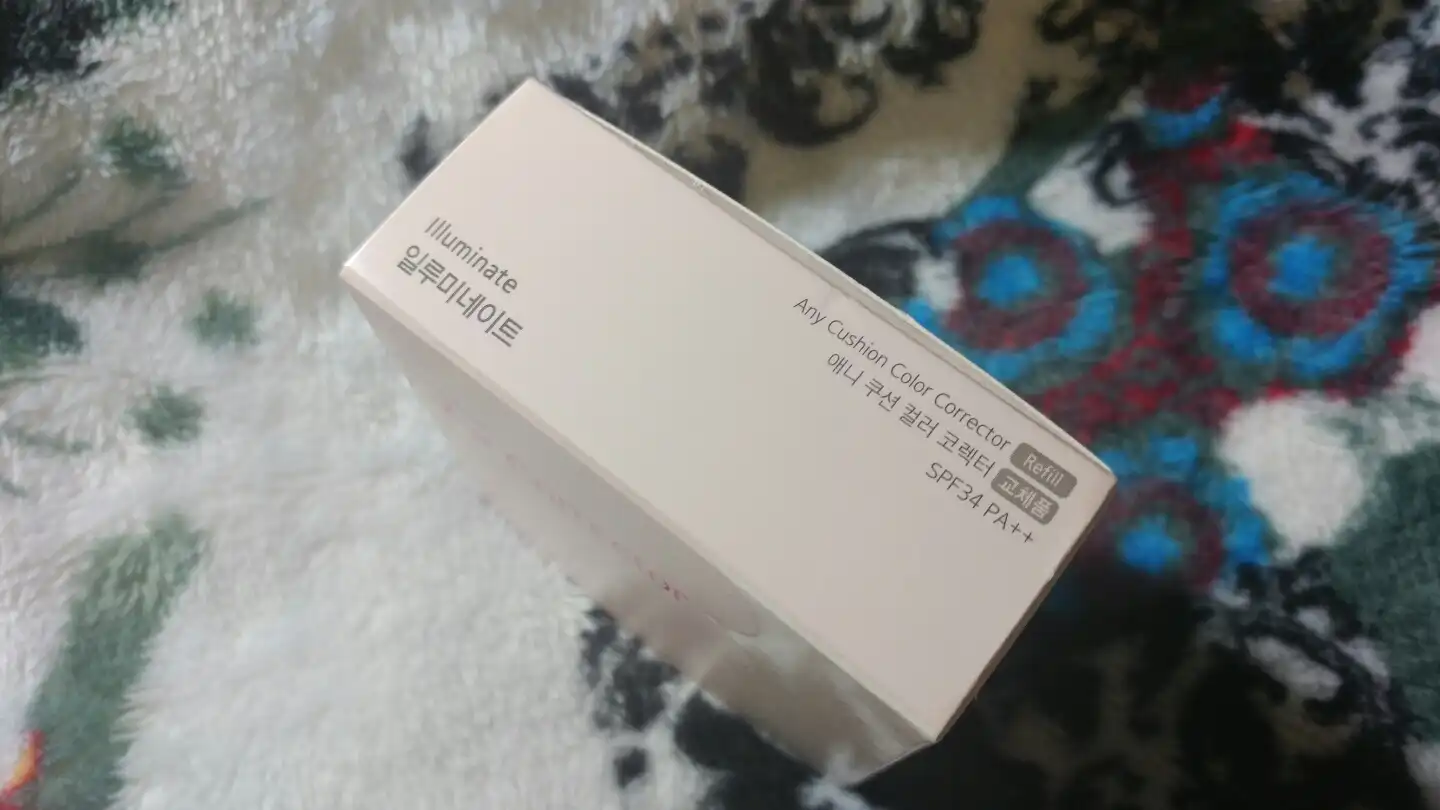 Illuminate
일루미네이트
Any Cushion Color Corrector Refill
애니 쿠션 컬러 코렉터 교체품
SPF34 PA++